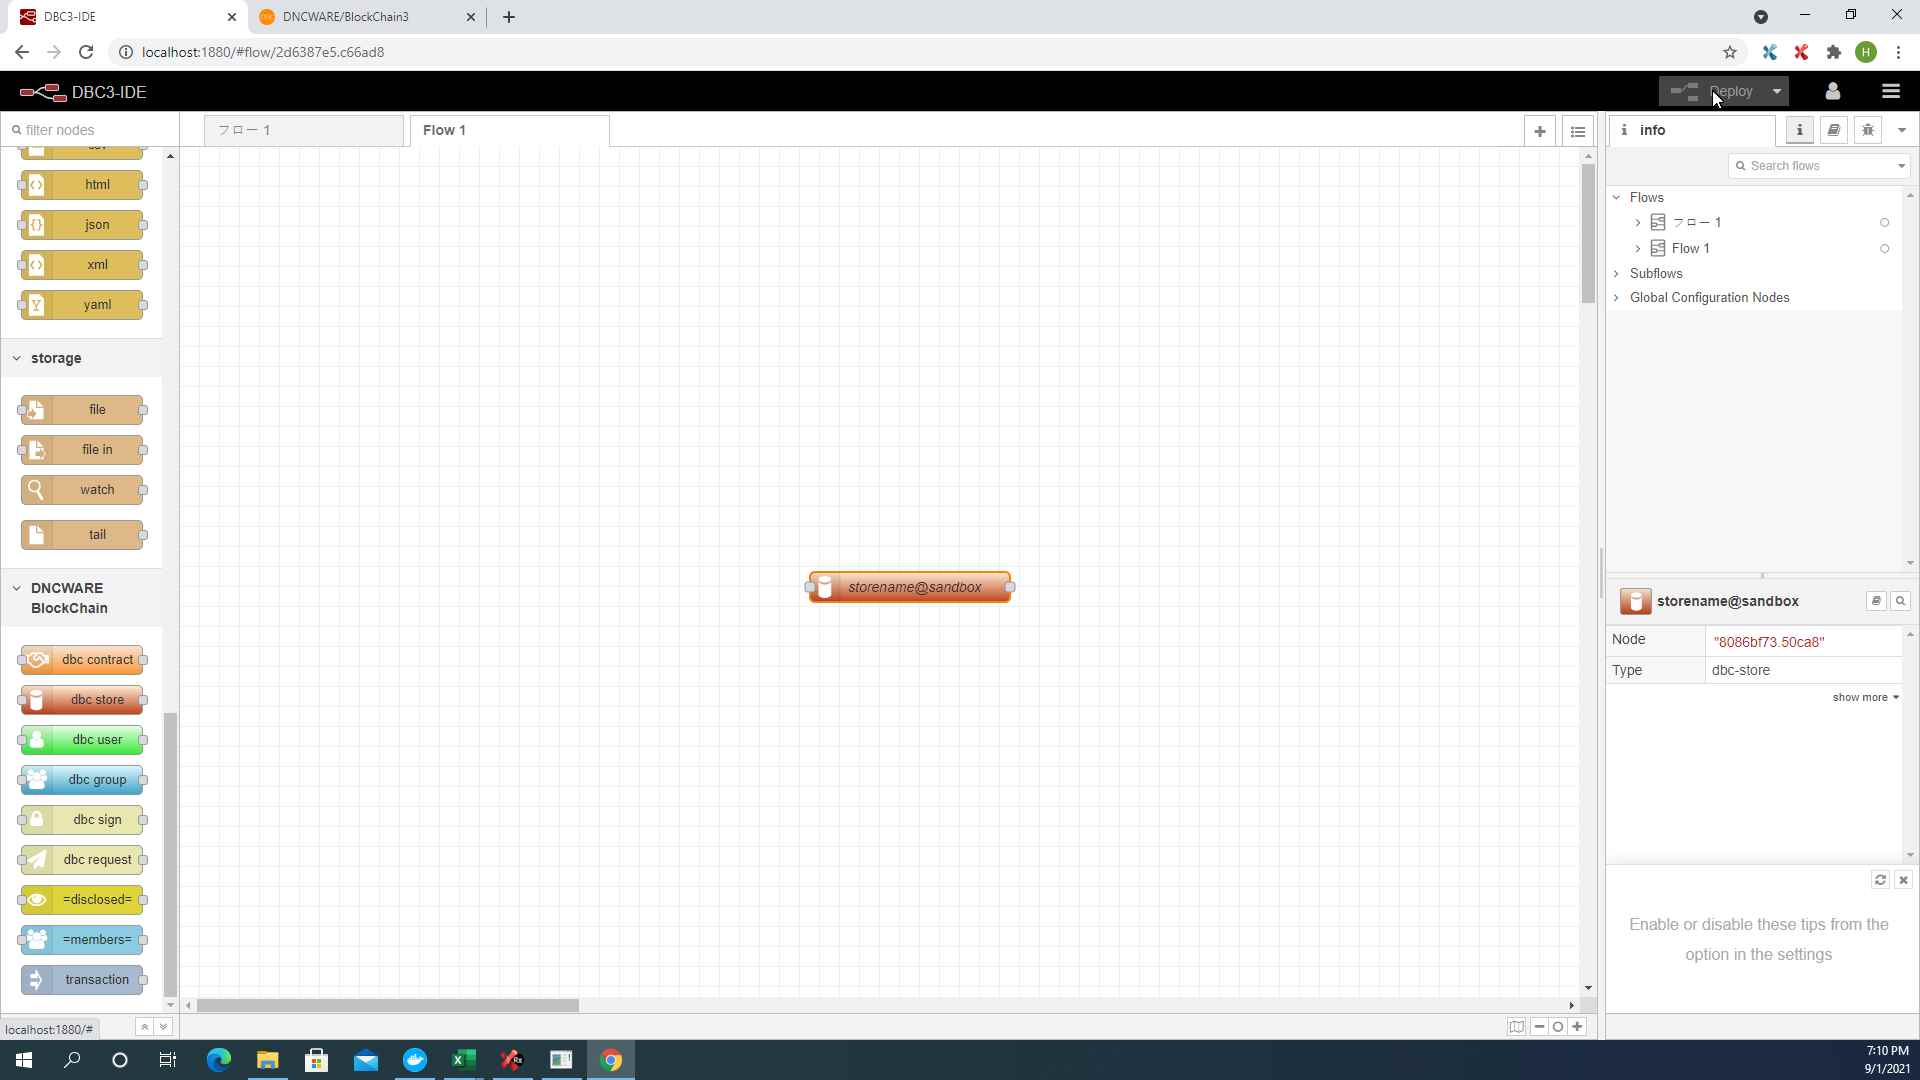 DBC3-IDE
DNCWARE/BlockChain3
localhost:1880/#flow/2d6387e5.c66ad8
H
DBC3-IDE
Deploy
filter nodes
フロー 1
Flow 1
info
Search flows
html
json
xml
yaml
storage
file
file in
watch
tail
DNCWARE
BlockChain
dbc contract
dbc store
dbc user
dbc group
dbc sign
dbc request
=disclosed=
=members=
transaction
localhost:1880/#
storename@sandbox
Flows
フロー 1
Flow 1
Subflows
Global Configuration Nodes
storename@sandbox
Node "8086bf73.50ca8"
Type dbc-store
show more
Enable or disable these tips from the
option in the settings
7:10 PM
9/1/2021